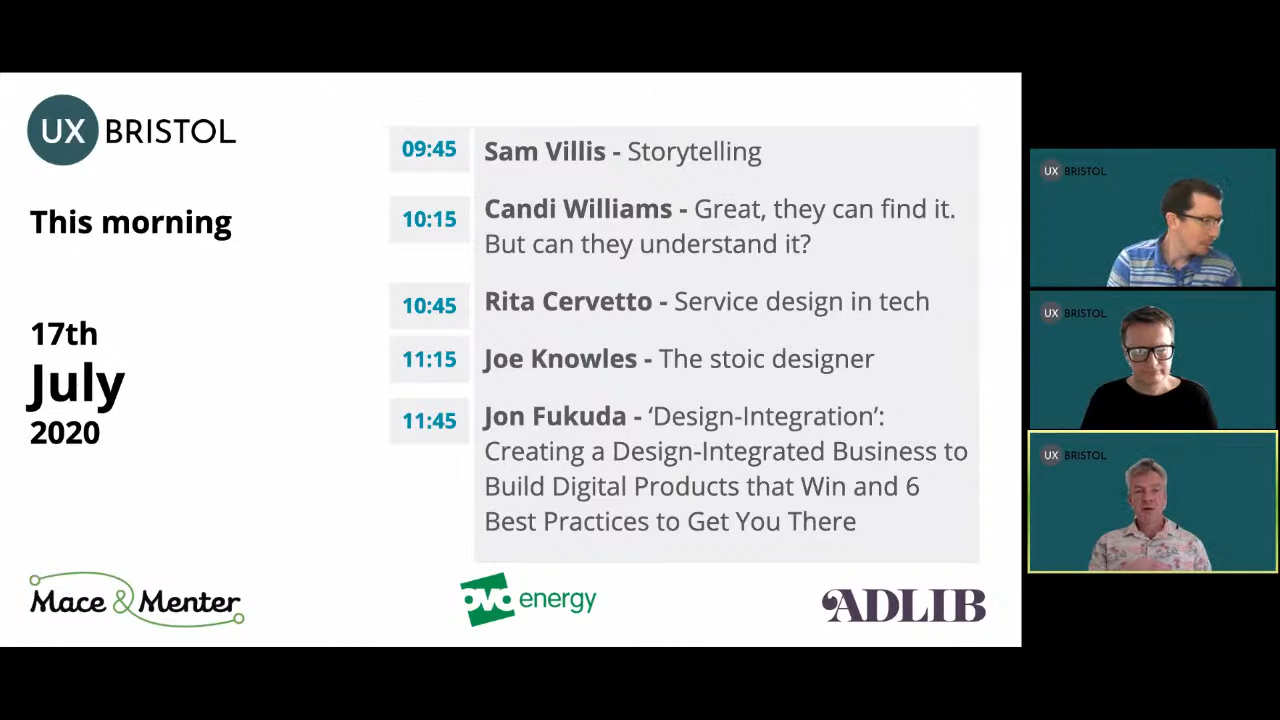 UX BRISTOL
This morning
17th
July
2020
09:45
Sam Villis - Storytelling
10:15
Candi Williams - Great, they can find it.
But can they understand it?
10:45
Rita Cervetto - Service design in tech
11:15
Joe Knowles - The stoic designer
11:45
Jon Fukuda - ‘Design-Integration’:
Creating a Design-Integrated Business to
Build Digital Products that Win and 6
Best Practices to Get You There
Mace & Menter
ovo energy
ADLIB
UX BRISTOL
UX BRISTOL
UX BRISTOL